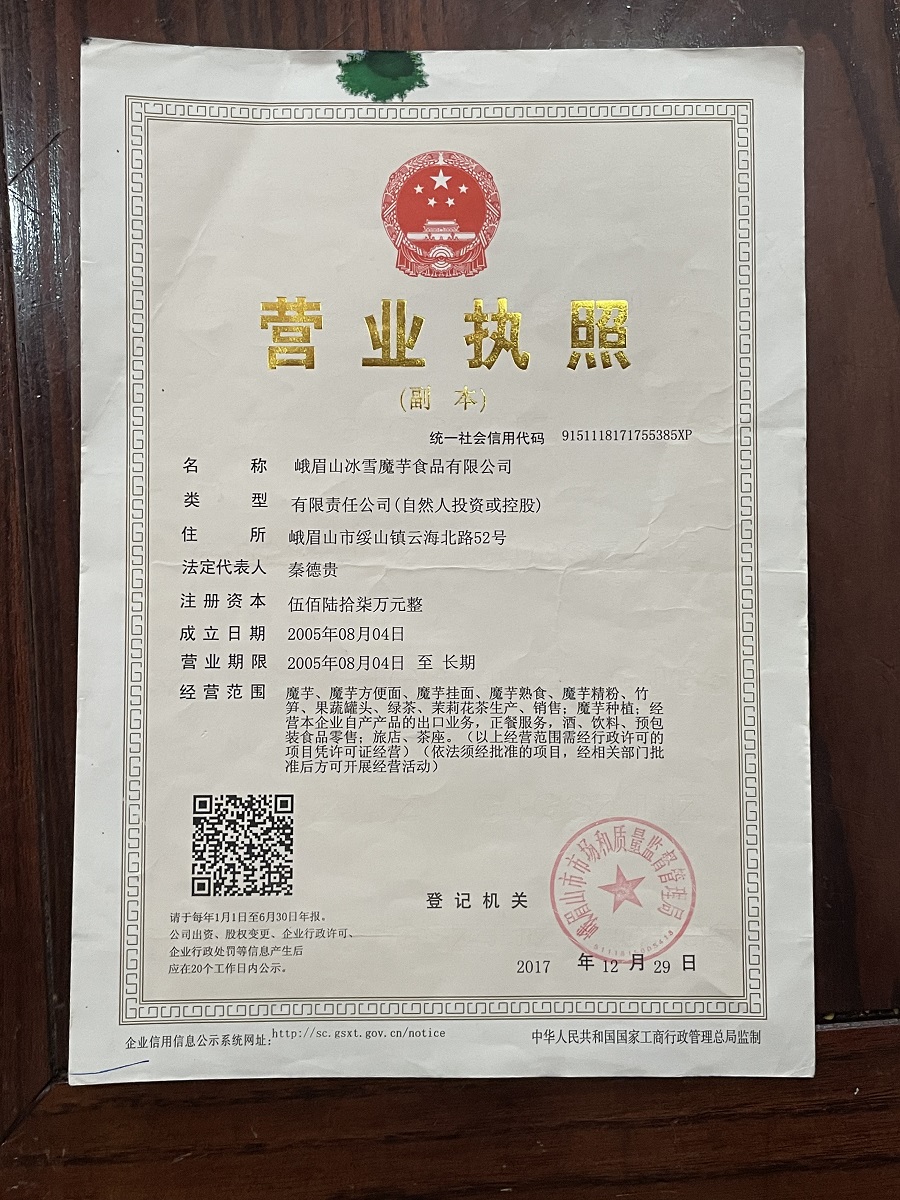 营业执照
(副 本)
统一社会信用代码 9151118171755385XP
名 称 峨眉山冰雪魔芋食品有限公司
类 型 有限责任公司(自然人投资或控股)
住 所 峨眉山市绥山镇云海北路52号
法定代表人 秦德贵
注册资本 伍佰陆拾柒万元整
成立日期 2005年08月04日
营业期限 2005年08月04日 至 长期
经营范围 魔芋、魔芋方便面、魔芋挂面、魔芋熟食、魔芋精粉、竹
笋、果蔬罐头、绿茶、茉莉花茶生产、销售；魔芋种植；经
营本企业自产产品的出口业务，正餐服务，酒、饮料、预包
装食品零售；旅店、茶座。（以上经营范围需经行政许可的
项目凭许可证经营）（依法须经批准的项目，经相关部门批
准后方可开展经营活动）
请于每年1月1日至6月30日年报。
公司出资、股权变更、企业行政许可、
企业行政处罚等信息产生后
应在20个工作日内公示。
登记机关
峨眉山市市场和质量监督管理局
2017 年 12 月 29 日
企业信用信息公示系统网址:http://sc.gsxt.gov.cn/notice
中华人民共和国国家工商行政管理总局监制